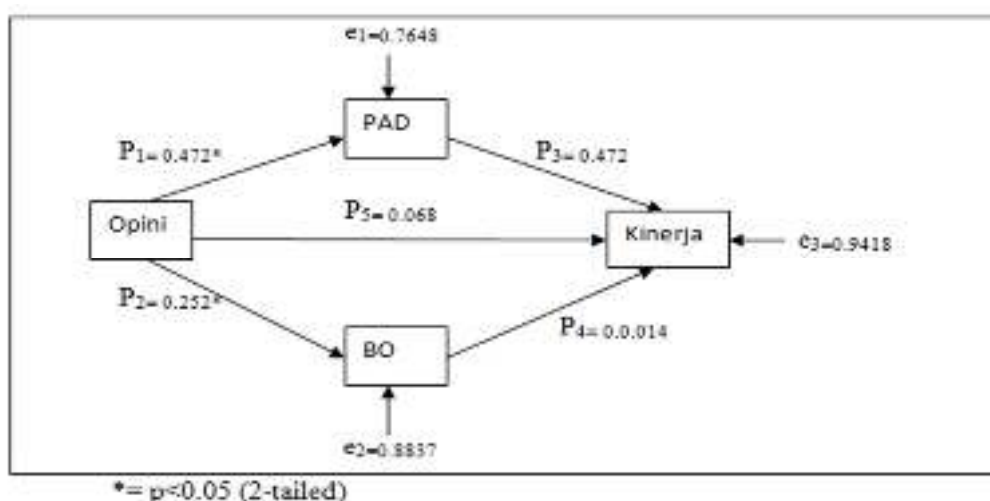 e1=0.7648
PAD
P1= 0.472*
P3= 0.472
Opini
P5= 0.068
Kinerja
e3=0.9418
P2= 0.252*
BO
P4= 0.0.014
e2=0.8837
*= p<0.05 (2-tailed)